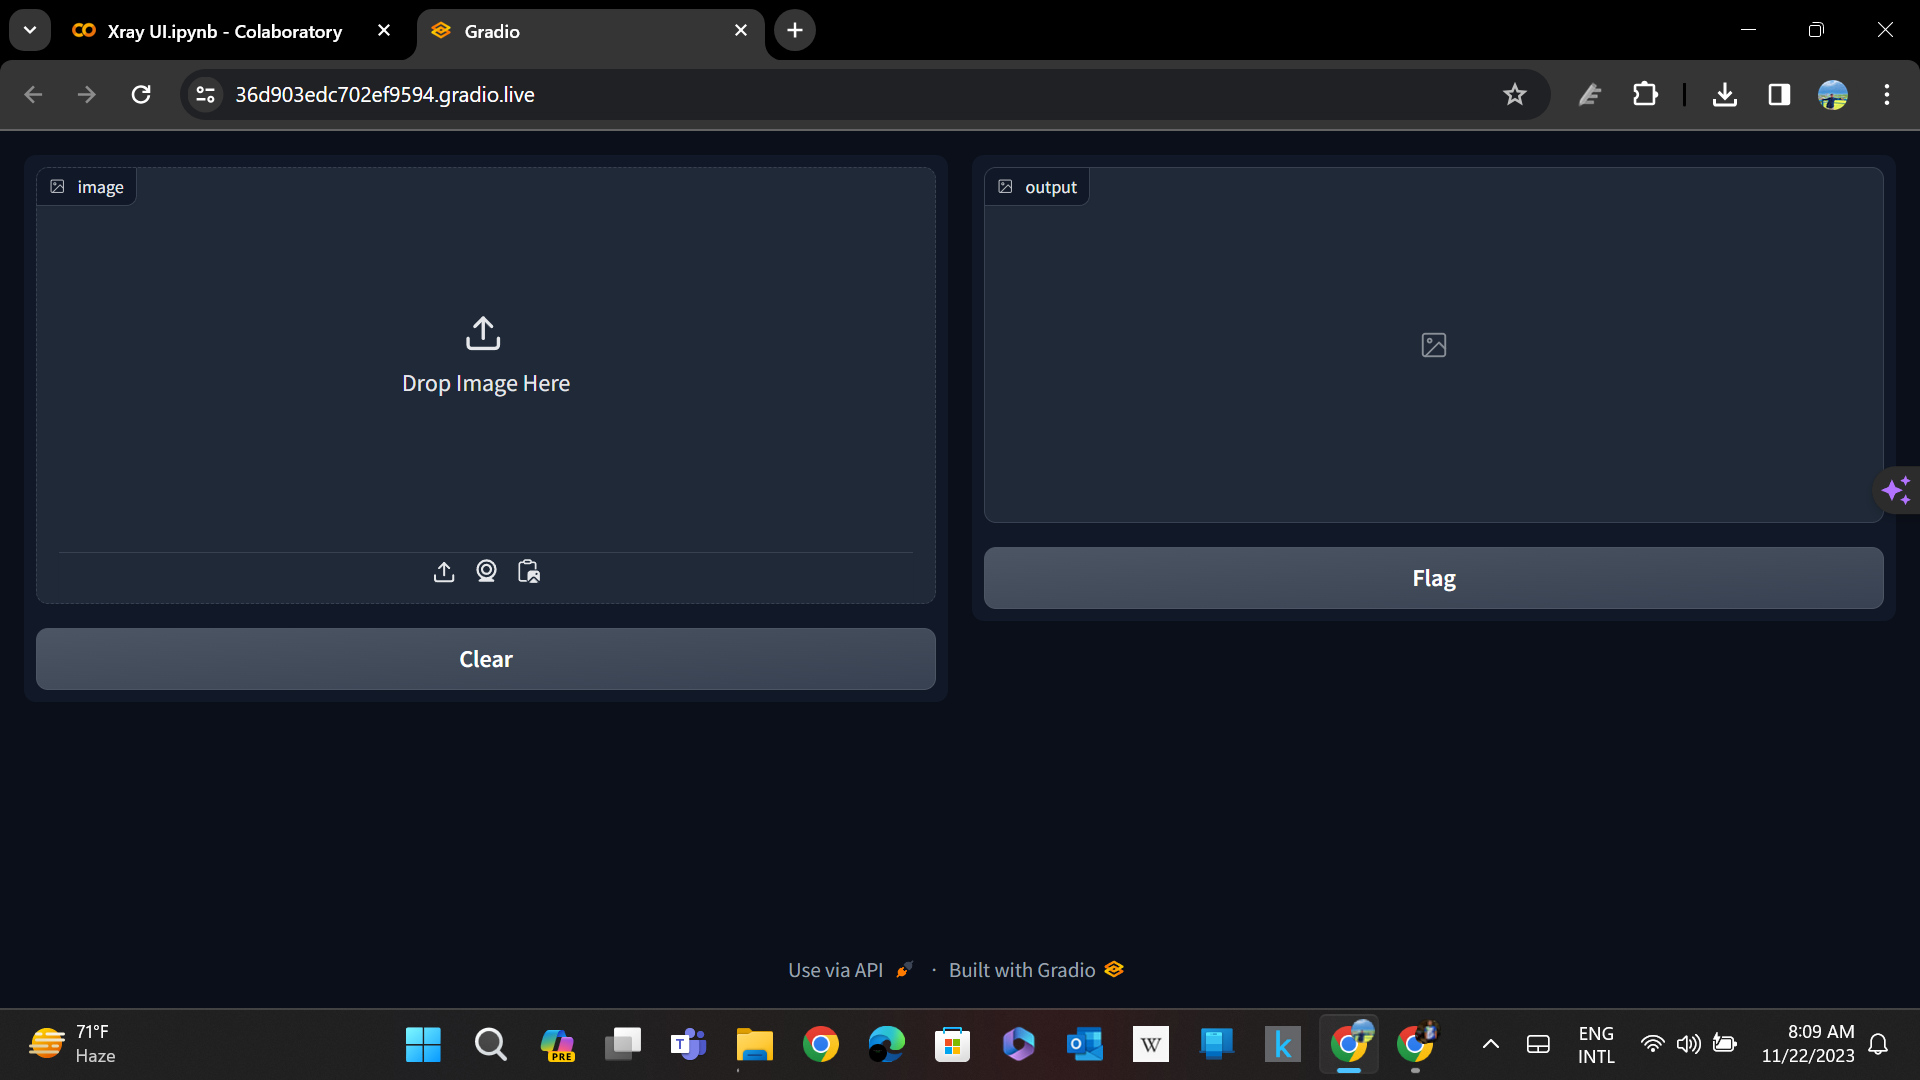 Xray UI.ipynb - Colaboratory
Gradio
36d903edc702ef9594.gradio.live
image
output
Drop Image Here
Flag
Clear
Use via API
· Built with Gradio
71°F
Haze
PRE
T
O
W
k
ENG
INTL
8:09 AM
11/22/2023